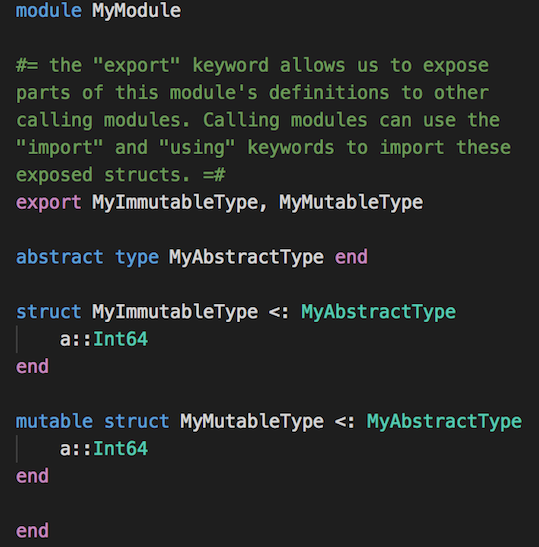 module MyModule
#= the "export" keyword allows us to expose
parts of this module's definitions to other
calling modules. Calling modules can use the
"import" and "using" keywords to import these
exposed structs. =#
export MyImmutableType, MyMutableType
abstract type MyAbstractType end
struct MyImmutableType <: MyAbstractType
    a::Int64
end
mutable struct MyMutableType <: MyAbstractType
    a::Int64
end
end